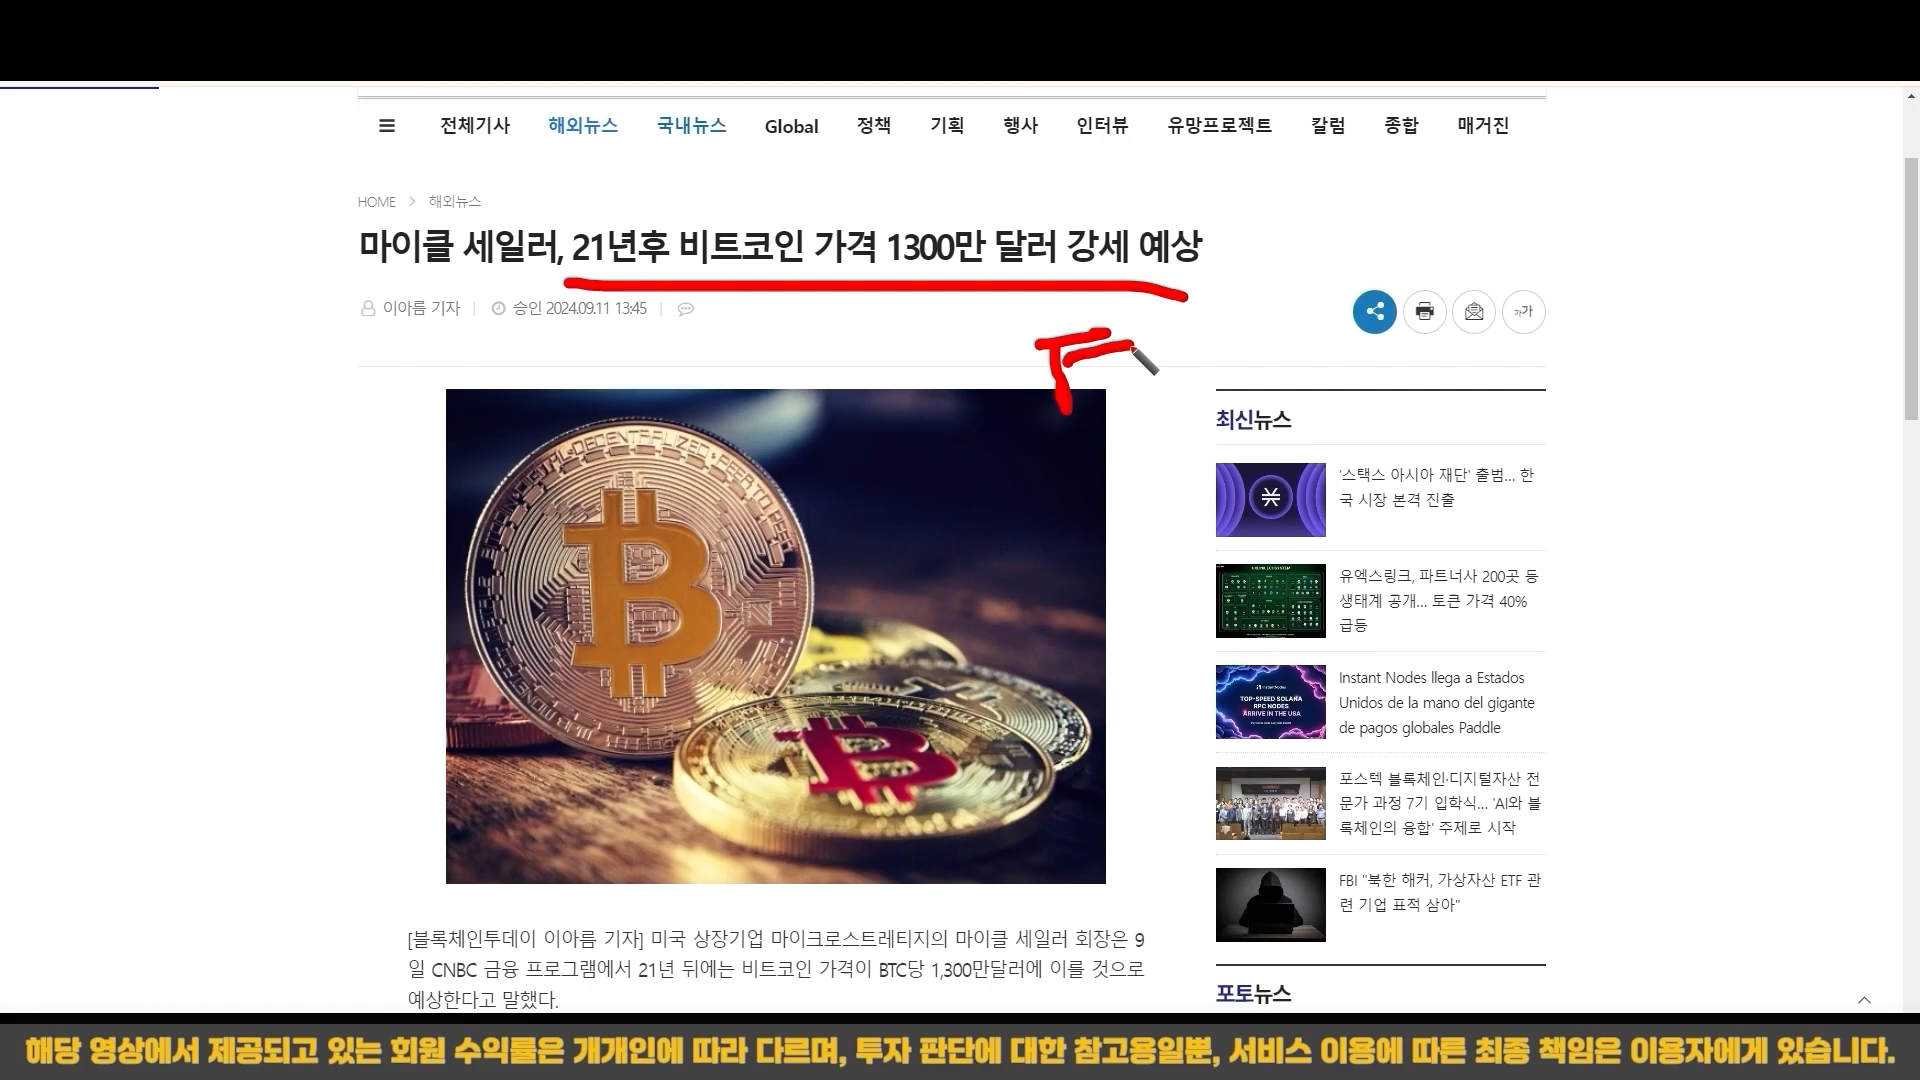 전체기사 해외뉴스 국내뉴스 Global 정책 기획 행사 인터뷰 유망프로젝트 칼럼 종합 매거진
HOME > 해외뉴스
마이클 세일러, 21년후 비트코인 가격 1300만 달러 강세 예상
이아름 기자 | 승인 2024.09.11 13:45 |
가가
[블록체인투데이 이아름 기자] 미국 상장기업 마이크로스트레티지의 마이클 세일러 회장은 9
일 CNBC 금융 프로그램에서 21년 뒤에는 비트코인 가격이 BTC당 1,300만달러에 이를 것으로
예상한다고 말했다.
최신뉴스
'스택스 아시아 재단' 출범... 한
국 시장 본격 진출
유엑스링크, 파트너사 200곳 등
생태계 공개... 토큰 가격 40%
급등
Instant Nodes llega a Estados
Unidos de la mano del gigante
de pagos globales Paddle
TOP-SPEED SOLANA
RPC NODES
ARRIVE IN THE USA
포스텍 블록체인·디지털자산 전
문가 과정 7기 입학식... 'AI와 블
록체인의 융합' 주제로 시작
FBI "북한 해커, 가상자산 ETF 관
련 기업 표적 삼아"
포토뉴스
해당 영상에서 제공되고 있는 회원 수익률은 개개인에 따라 다르며, 투자 판단에 대한 참고용일뿐, 서비스 이용에 따른 최종 책임은 이용자에게 있습니다.